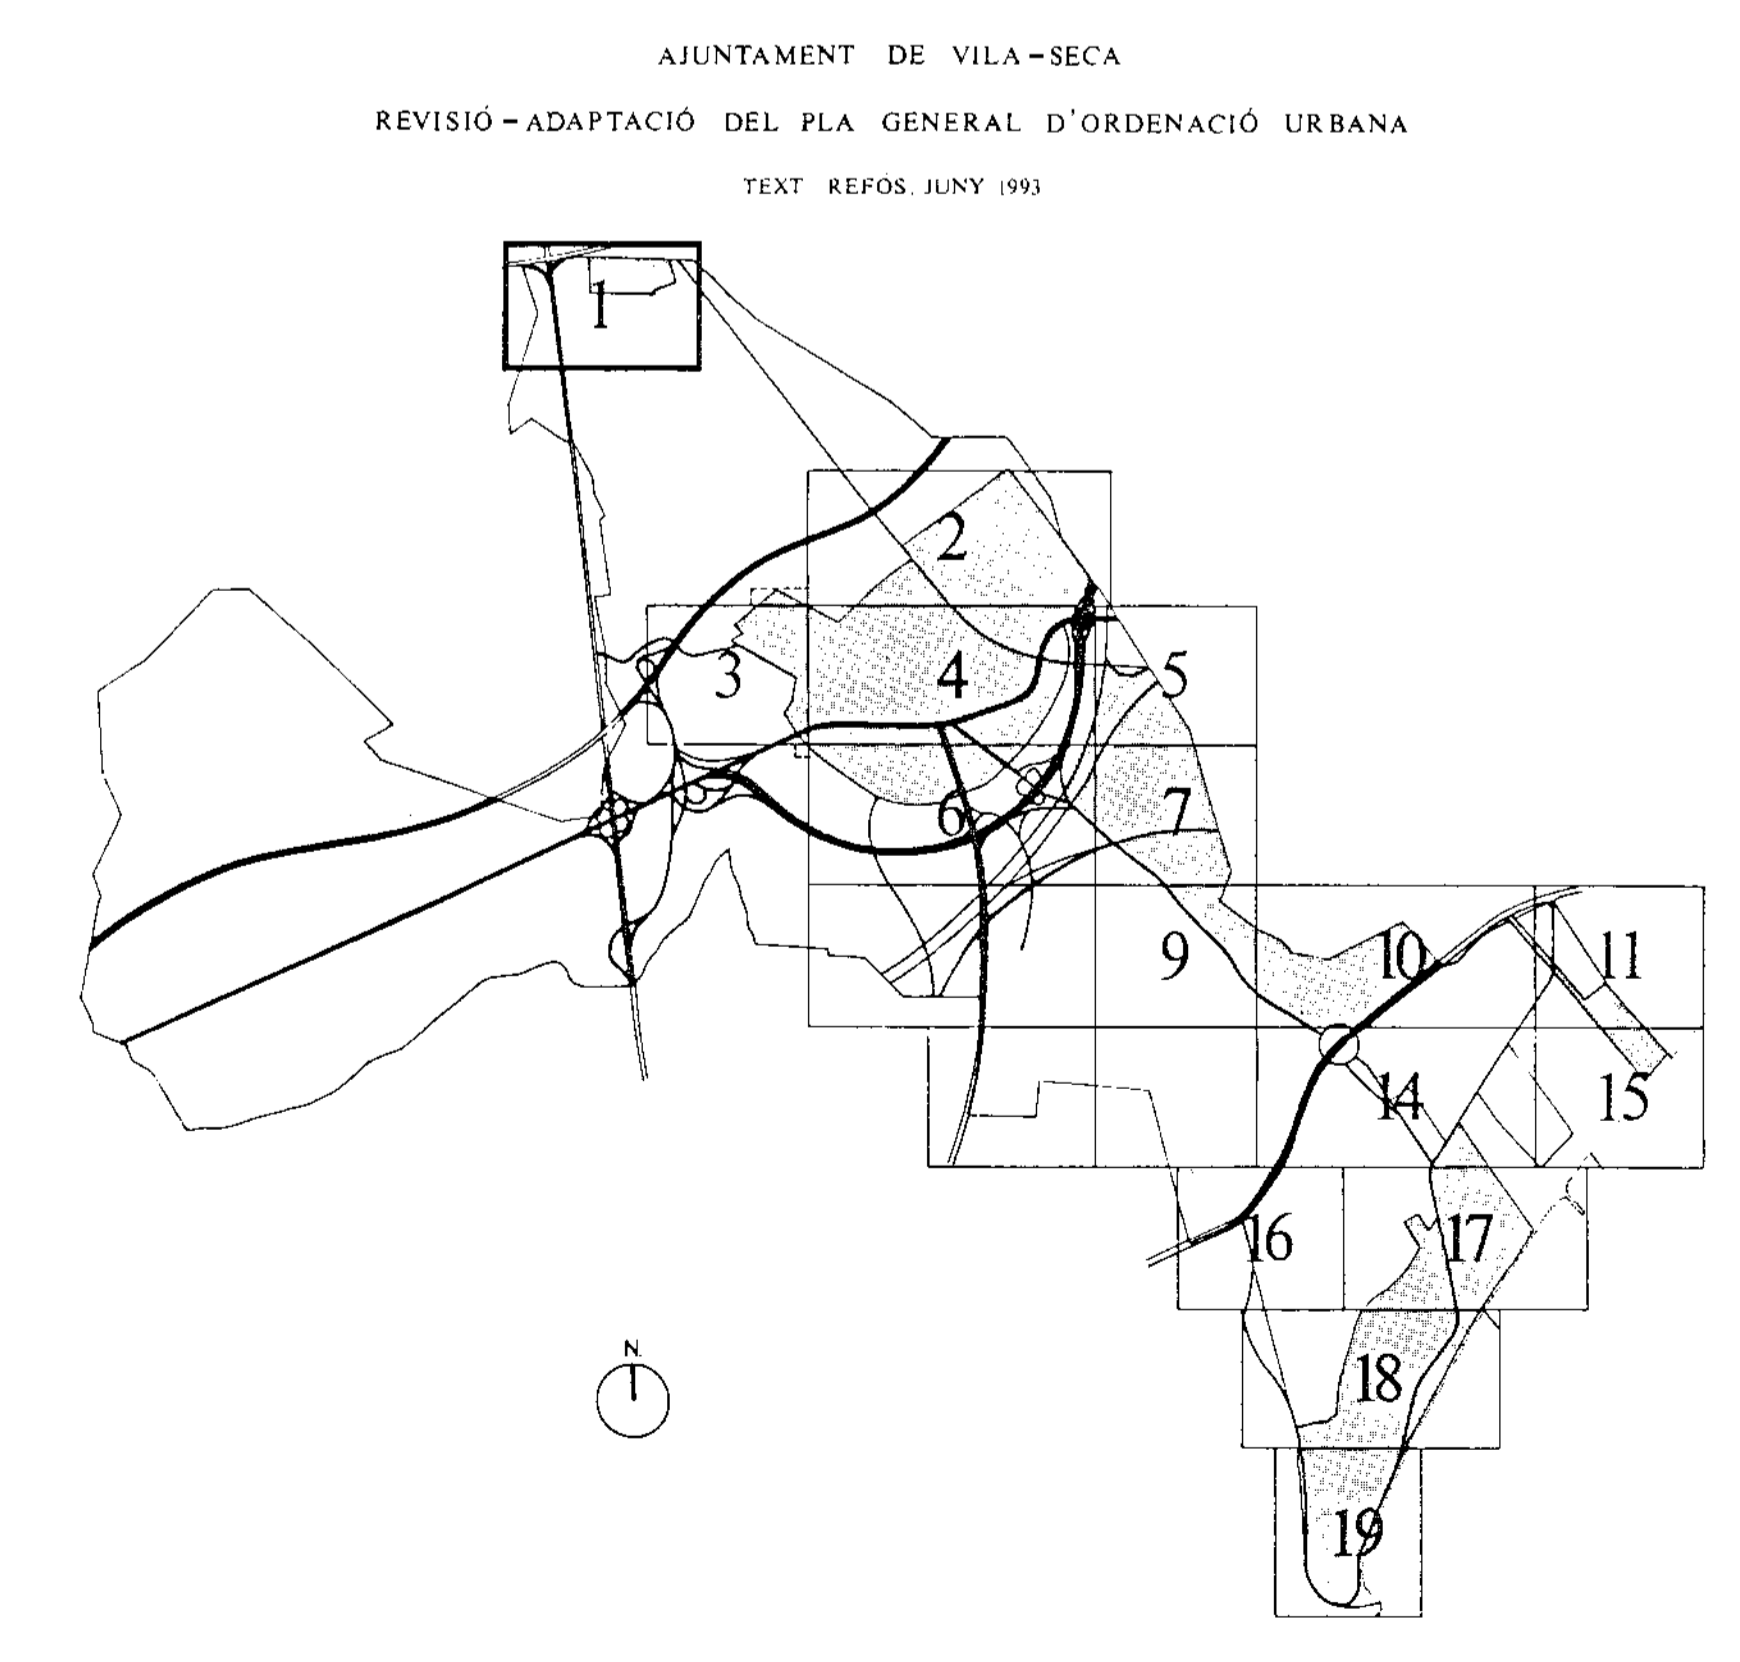 AJUNTAMENT DE VILA-SECA
REVISIÓ-ADAPTACIÓ DEL PLA GENERAL D'ORDENACIÓ URBANA
TEXT REFÓS. JUNY 1993
1
2
3 4 5
6 7
9 10 11
14 15
16 17
N
18
19